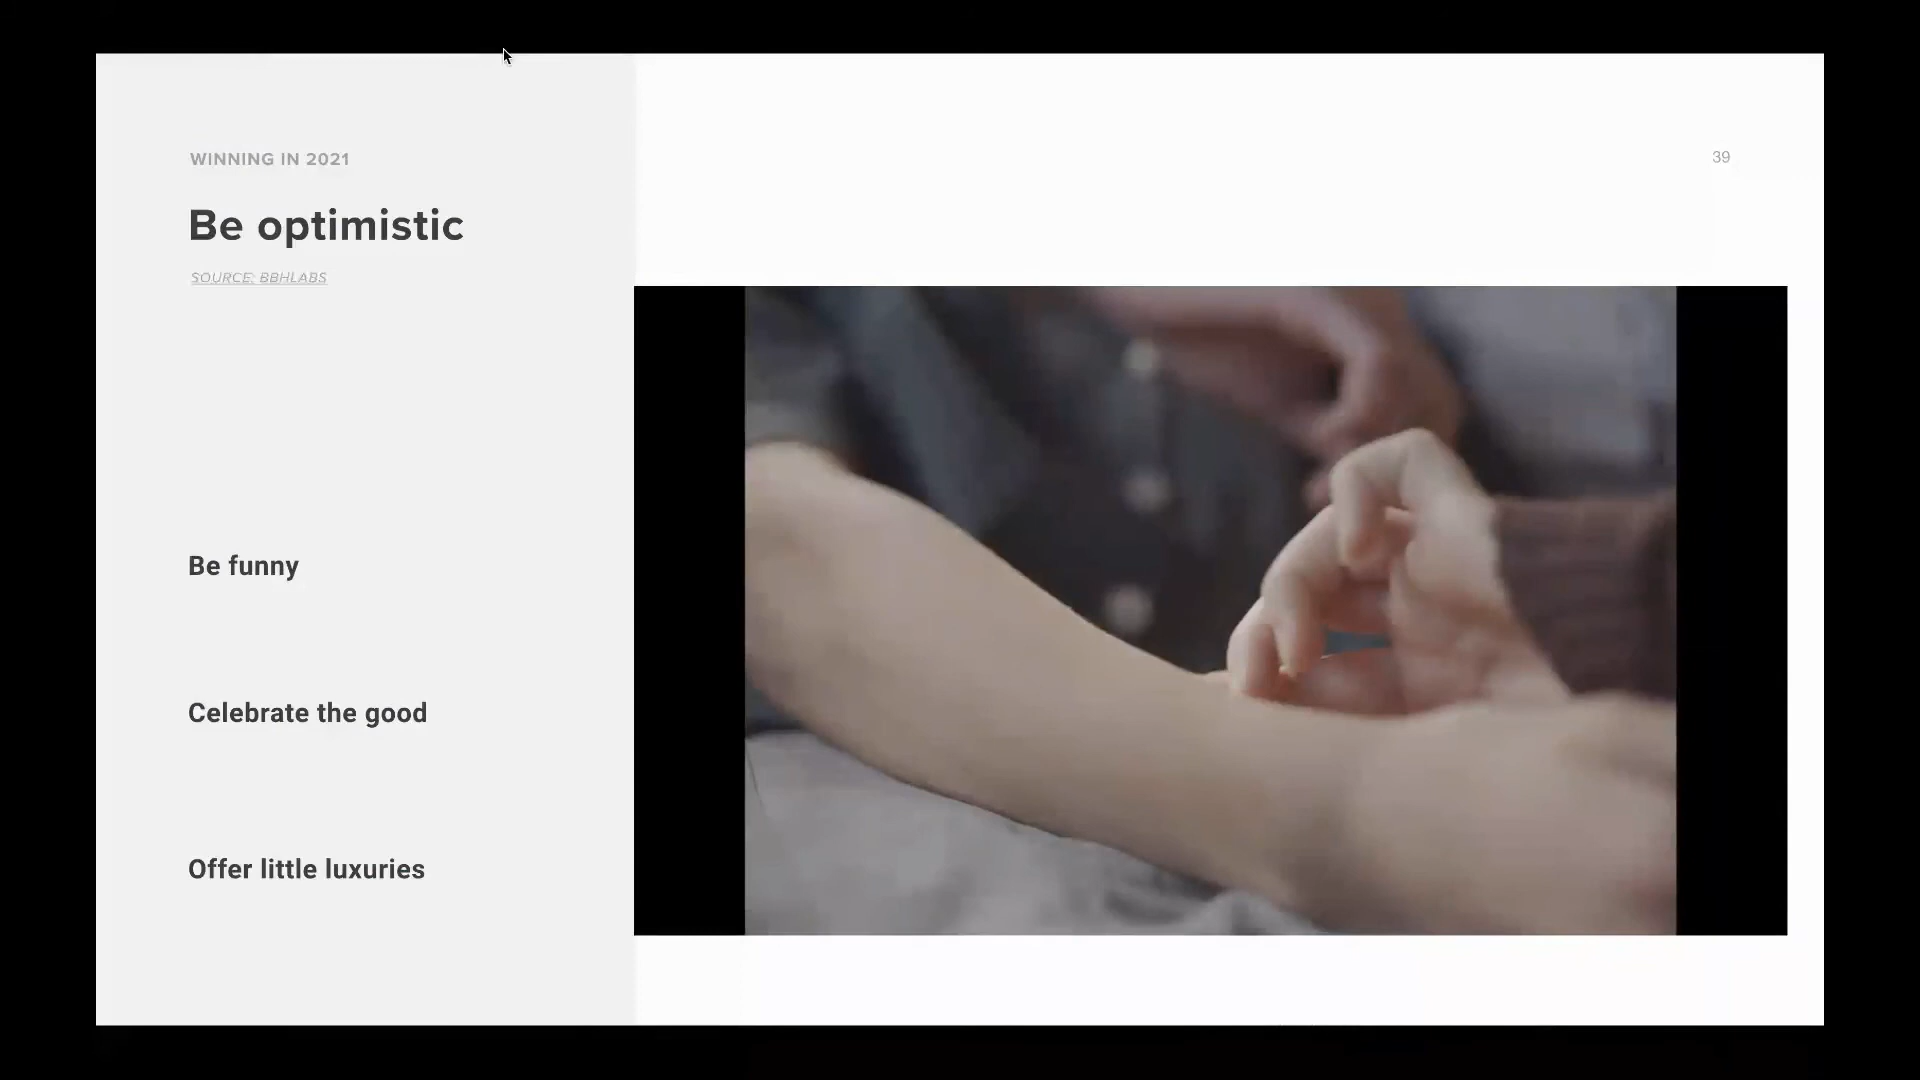 WINNING IN 2021
39
Be optimistic
SOURCE: BBHLABS
Be funny
Celebrate the good
Offer little luxuries